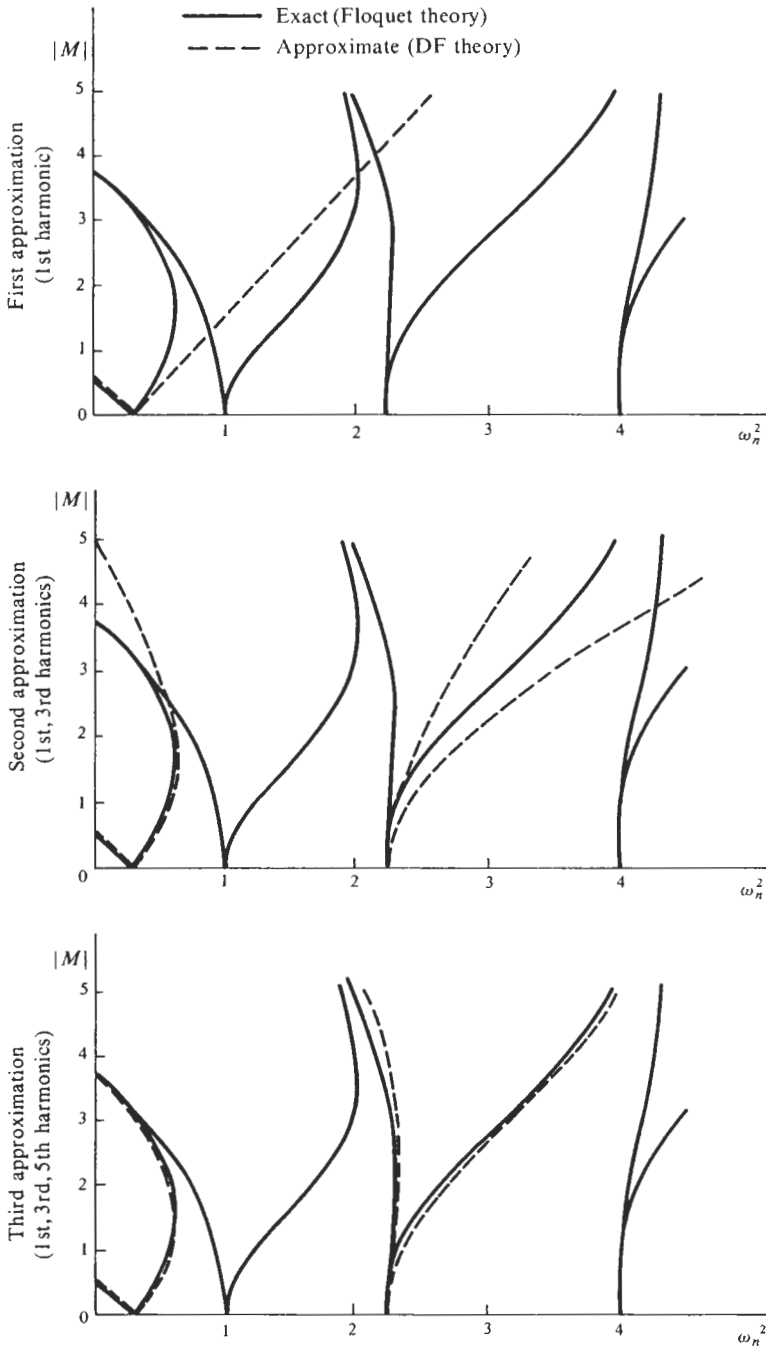 Exact (Floquet theory)
Approximate (DF theory)
|M|
5
4
3
2
1
0
1
2
3
4
ω_n^2
First approximation
(1st harmonic)
|M|
5
4
3
2
1
0
1
2
3
4
ω_n^2
Second approximation
(1st, 3rd harmonics)
|M|
5
4
3
2
1
0
1
2
3
4
ω_n^2
Third approximation
(1st, 3rd, 5th harmonics)